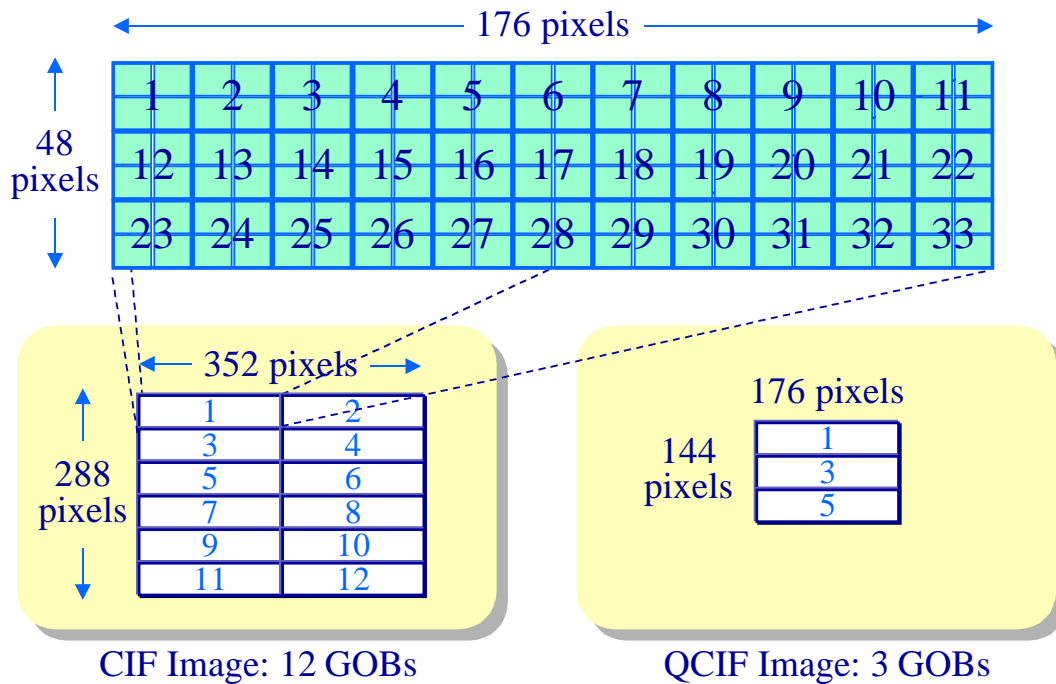 176 pixels
48
pixels
1 2 3 4 5 6 7 8 9 10 11
12 13 14 15 16 17 18 19 20 21 22
23 24 25 26 27 28 29 30 31 32 33
352 pixels
288
pixels
1 2
3 4
5 6
7 8
9 10
11 12
CIF Image: 12 GOBs
176 pixels
144
pixels
1
3
5
QCIF Image: 3 GOBs